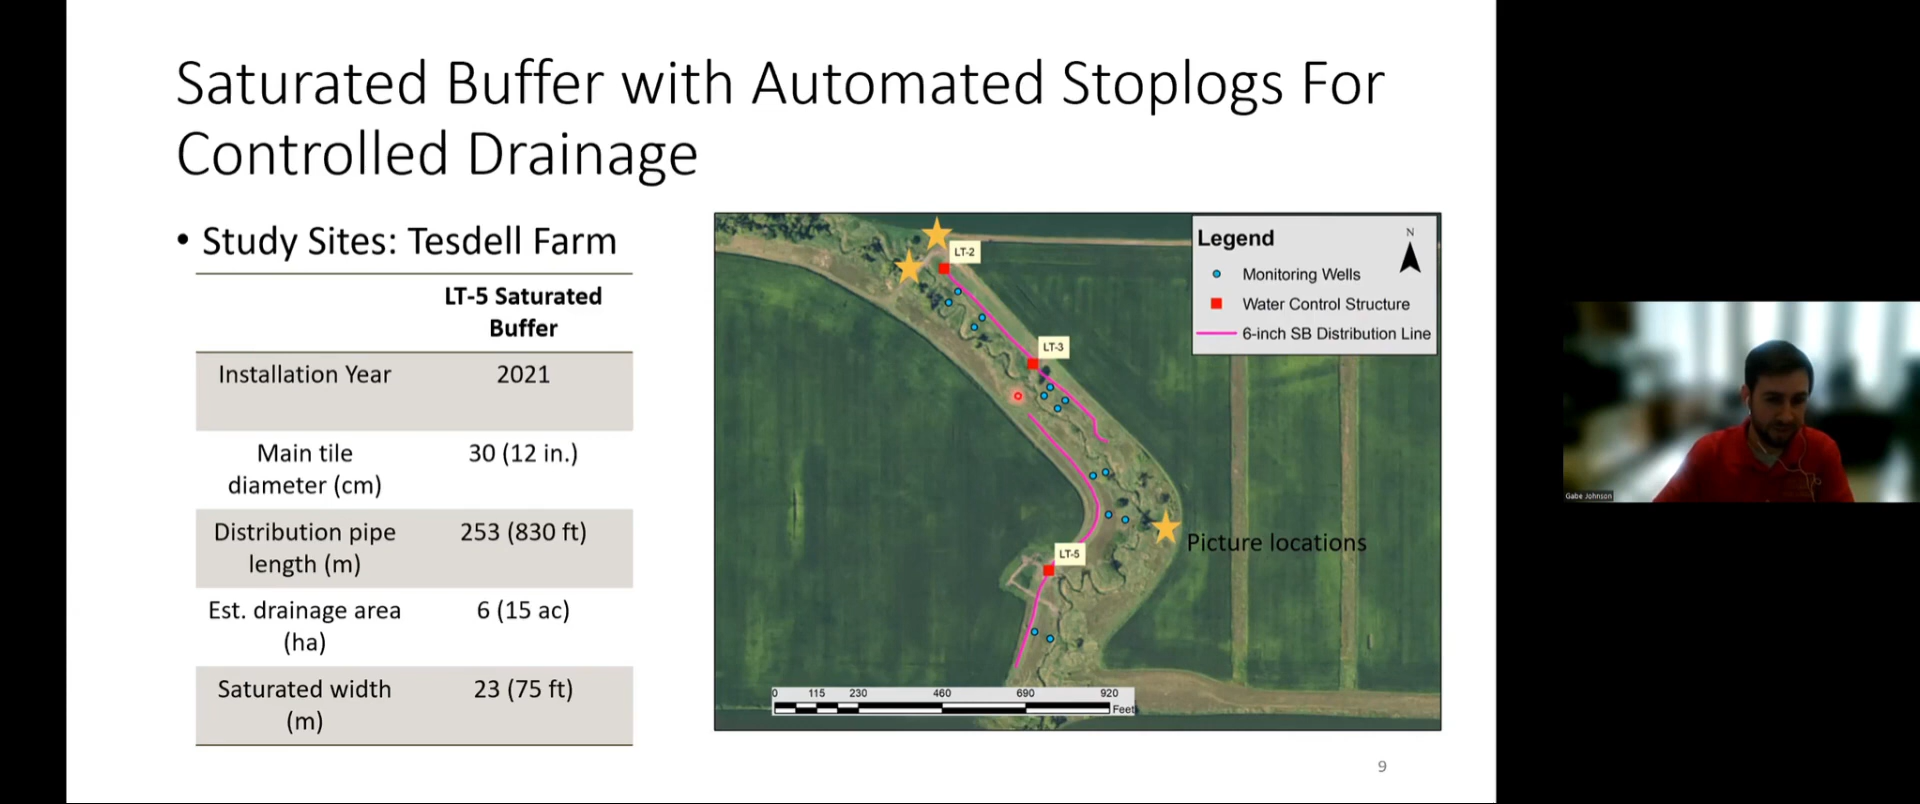 Saturated Buffer with Automated Stoplogs For
Controlled Drainage
• Study Sites: Tesdell Farm
LT-5 Saturated
Buffer
Installation Year 2021
Main tile
diameter (cm)
30 (12 in.)
Distribution pipe
length (m)
253 (830 ft)
Est. drainage area
(ha)
6 (15 ac)
Saturated width
(m)
23 (75 ft)
LT-2
LT-3
LT-5
Legend
N
Monitoring Wells
Water Control Structure
6-inch SB Distribution Line
Picture locations
0 115 230 460 690 920
Feet
9
Gabe Johnson